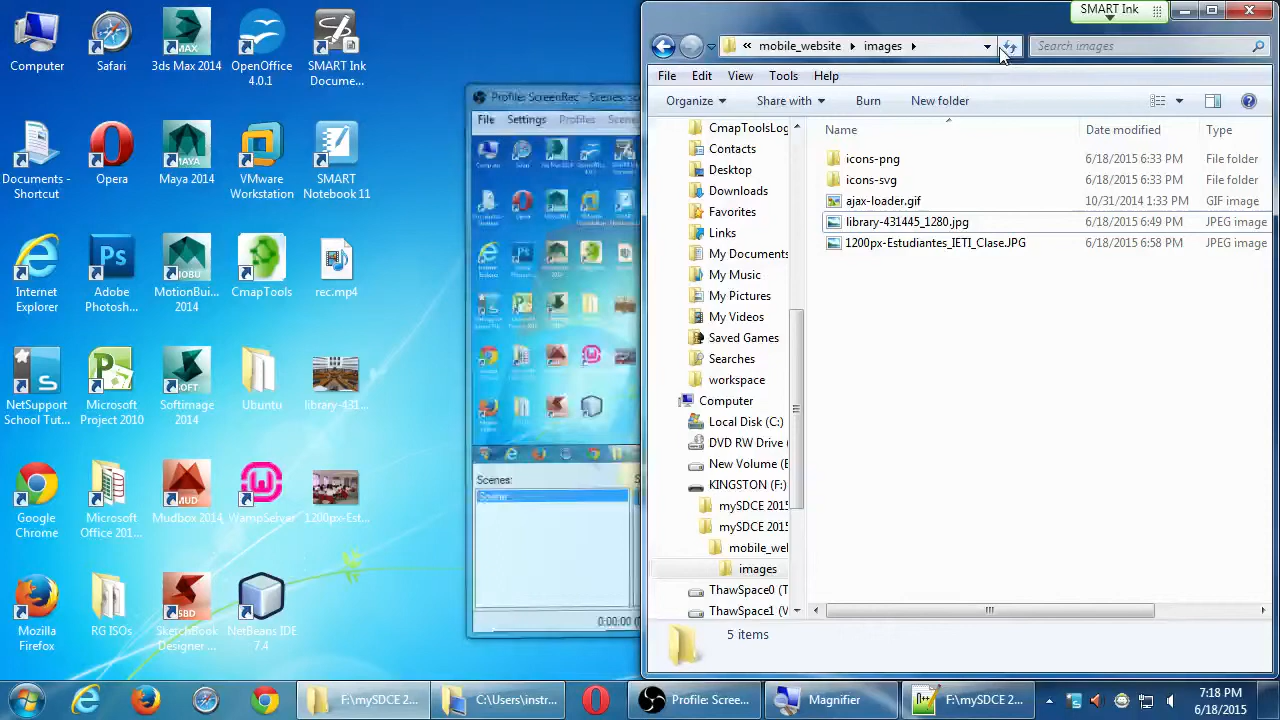 Computer
Safari
3ds Max 2014
OpenOffice
4.0.1
SMART Ink
Docume...
Documents -
Shortcut
Opera
Maya 2014
VMware
Workstation
SMART
Notebook 11
Internet
Explorer
Adobe
Photosh...
MotionBui...
2014
CmapTools
rec.mp4
NetSupport
School Tut...
Microsoft
Project 2010
Softimage
2014
Ubuntu
library-431...
Google
Chrome
Microsoft
Office 201...
Mudbox 2014
WampServer
1200px-Est...
Mozilla
Firefox
RG ISOs
SketchBook
Designer ...
NetBeans IDE
7.4
Profile: ScreenRec - Scenes: sc
File Settings Profiles Scene
Scenes:
Scene
0:00:00
SMART Ink
« mobile_website images
Search images
File Edit View Tools Help
Organize Share with Burn New folder
CmapToolsLog
Contacts
Desktop
Downloads
Favorites
Links
My Documents
My Music
My Pictures
My Videos
Saved Games
Searches
workspace
Computer
Local Disk (C:)
DVD RW Drive (
New Volume (E
KINGSTON (F:)
mySDCE 2015
mySDCE 2015
mobile_wel
images
ThawSpace0 (T
ThawSpace1 (V
Name Date modified Type
icons-png 6/18/2015 6:33 PM File folder
icons-svg 6/18/2015 6:33 PM File folder
ajax-loader.gif 10/31/2014 1:33 PM GIF image
library-431445_1280.jpg 6/18/2015 6:49 PM JPEG image
1200px-Estudiantes_IETI_Clase.JPG 6/18/2015 6:58 PM JPEG image
5 items
F:\mySDCE 2...
C:\Users\instr...
Profile: Scree...
Magnifier
F:\mySDCE 2...
7:18 PM
6/18/2015